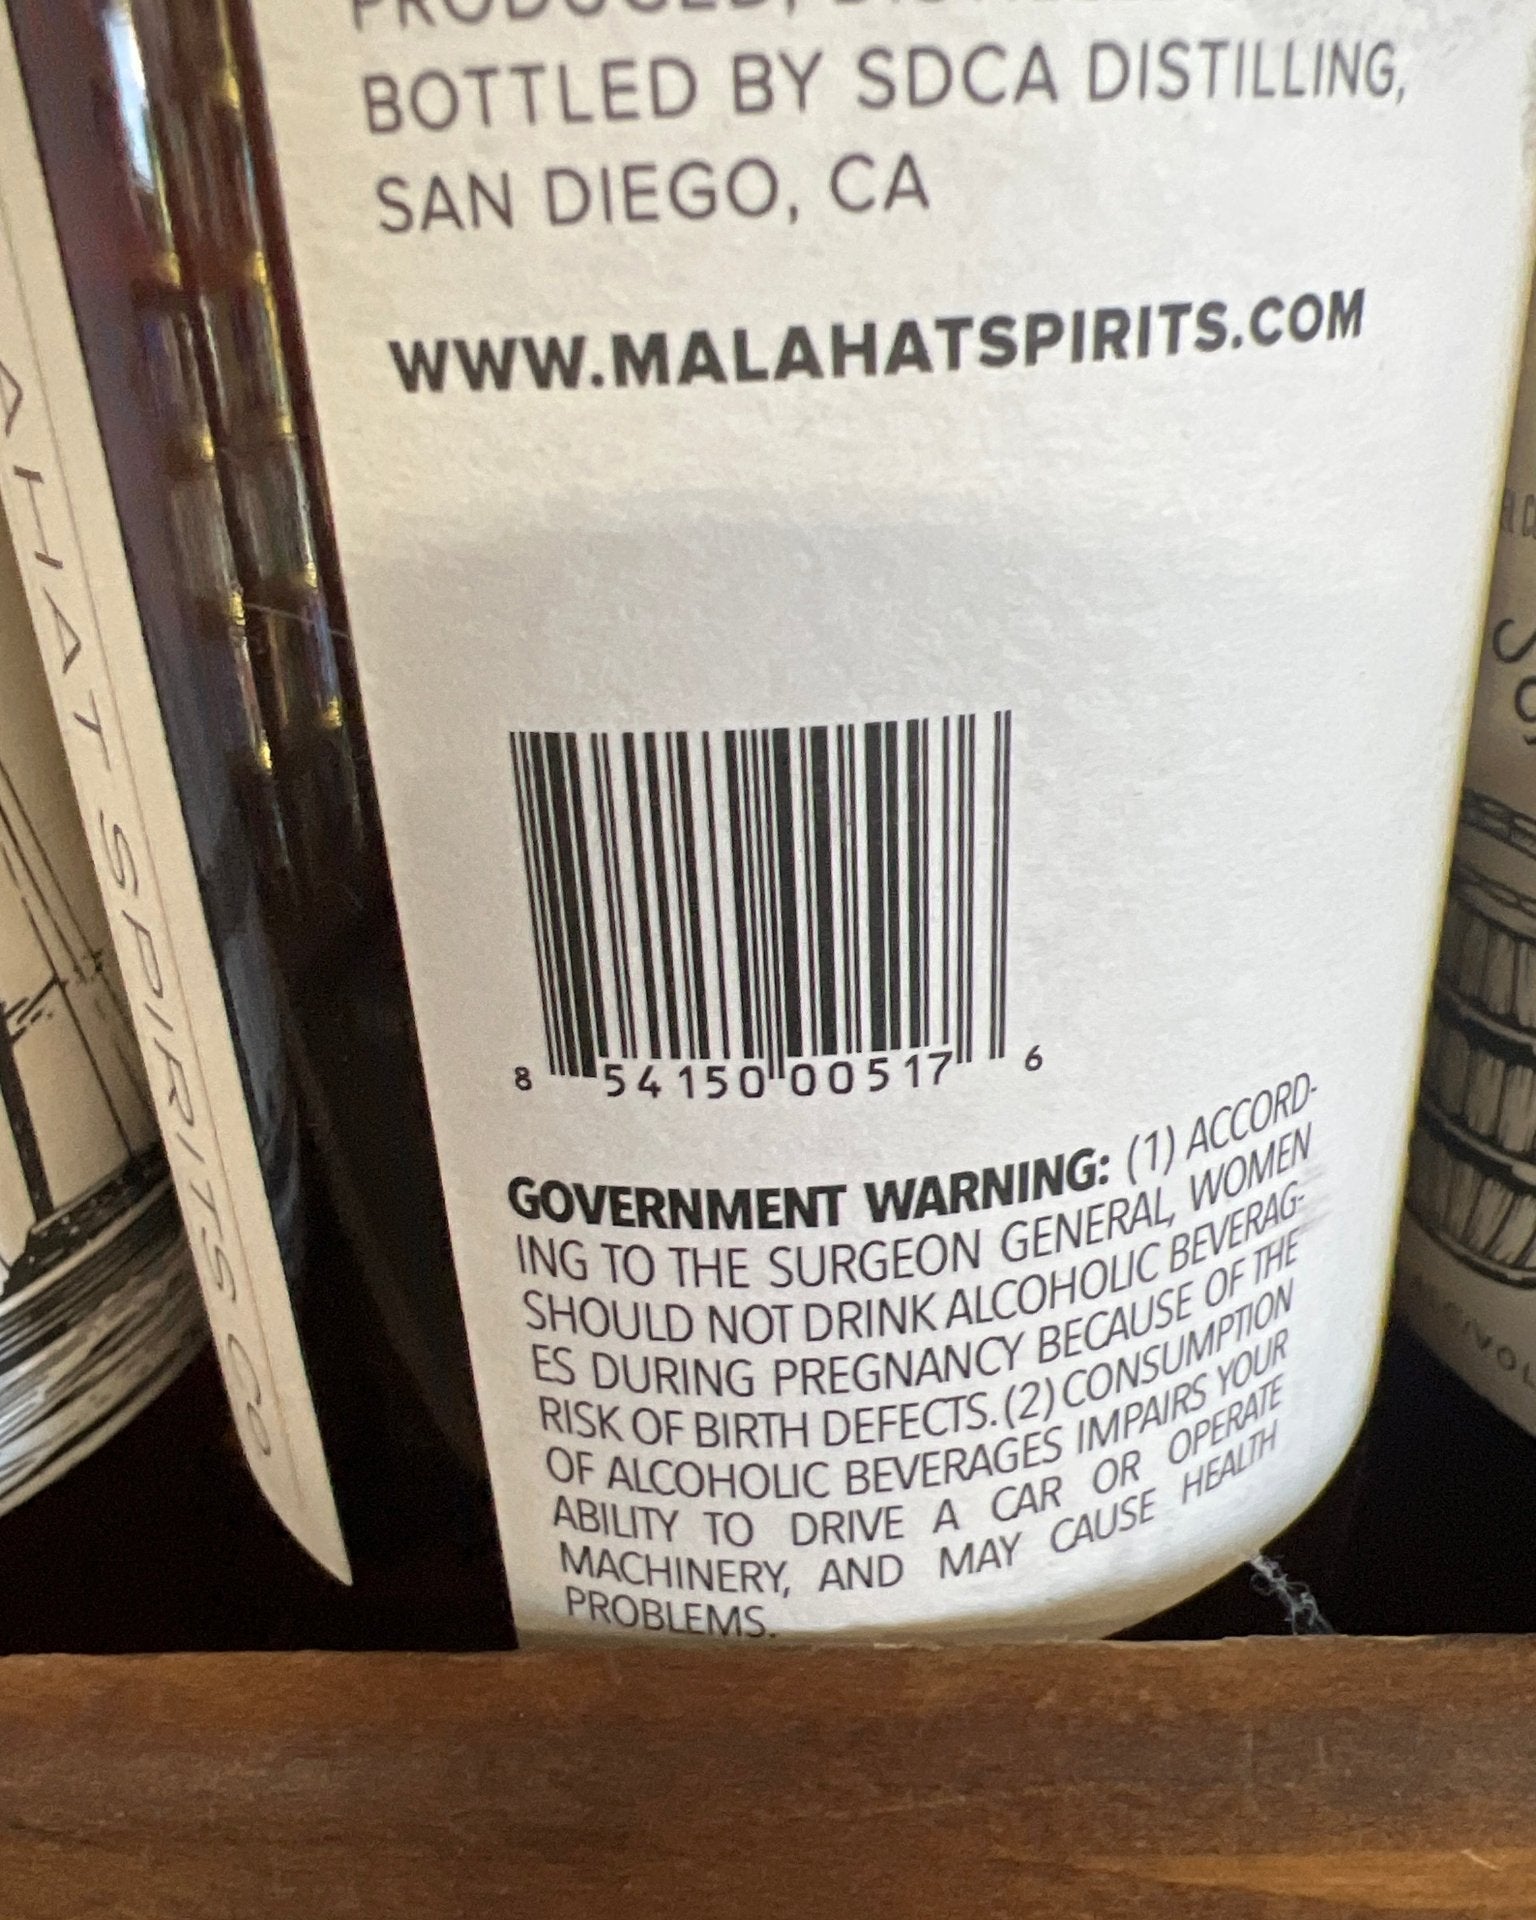 PRODUCED,
BOTTLED BY SDCA DISTILLING,
SAN DIEGO, CA
WWW.MALAHATSPIRITS.COM
8 54150 00517 6
GOVERNMENT WARNING: (1) ACCORD-
ING TO THE SURGEON GENERAL, WOMEN
SHOULD NOT DRINK ALCOHOLIC BEVERAG-
ES DURING PREGNANCY BECAUSE OF THE
RISK OF BIRTH DEFECTS. (2) CONSUMPTION
OF ALCOHOLIC BEVERAGES IMPAIRS YOUR
ABILITY TO DRIVE A CAR OR OPERATE
MACHINERY, AND MAY CAUSE HEALTH
PROBLEMS.
AHAT SPIRITS CO